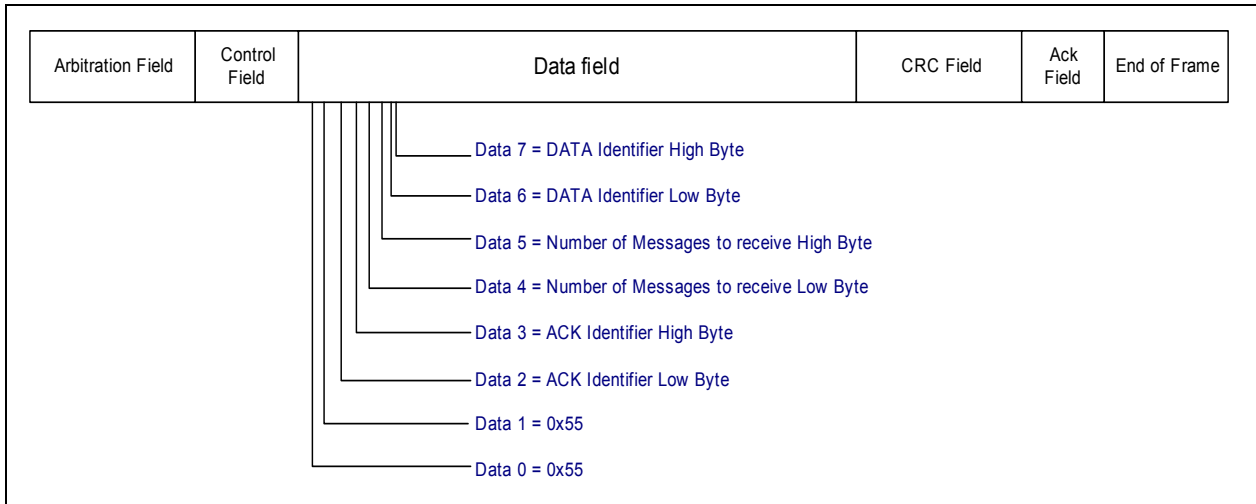 Arbitration Field
Control
Field
Data field
CRC Field
Ack
Field
End of Frame
Data 7 = DATA Identifier High Byte
Data 6 = DATA Identifier Low Byte
Data 5 = Number of Messages to receive High Byte
Data 4 = Number of Messages to receive Low Byte
Data 3 = ACK Identifier High Byte
Data 2 = ACK Identifier Low Byte
Data 1 = 0x55
Data 0 = 0x55